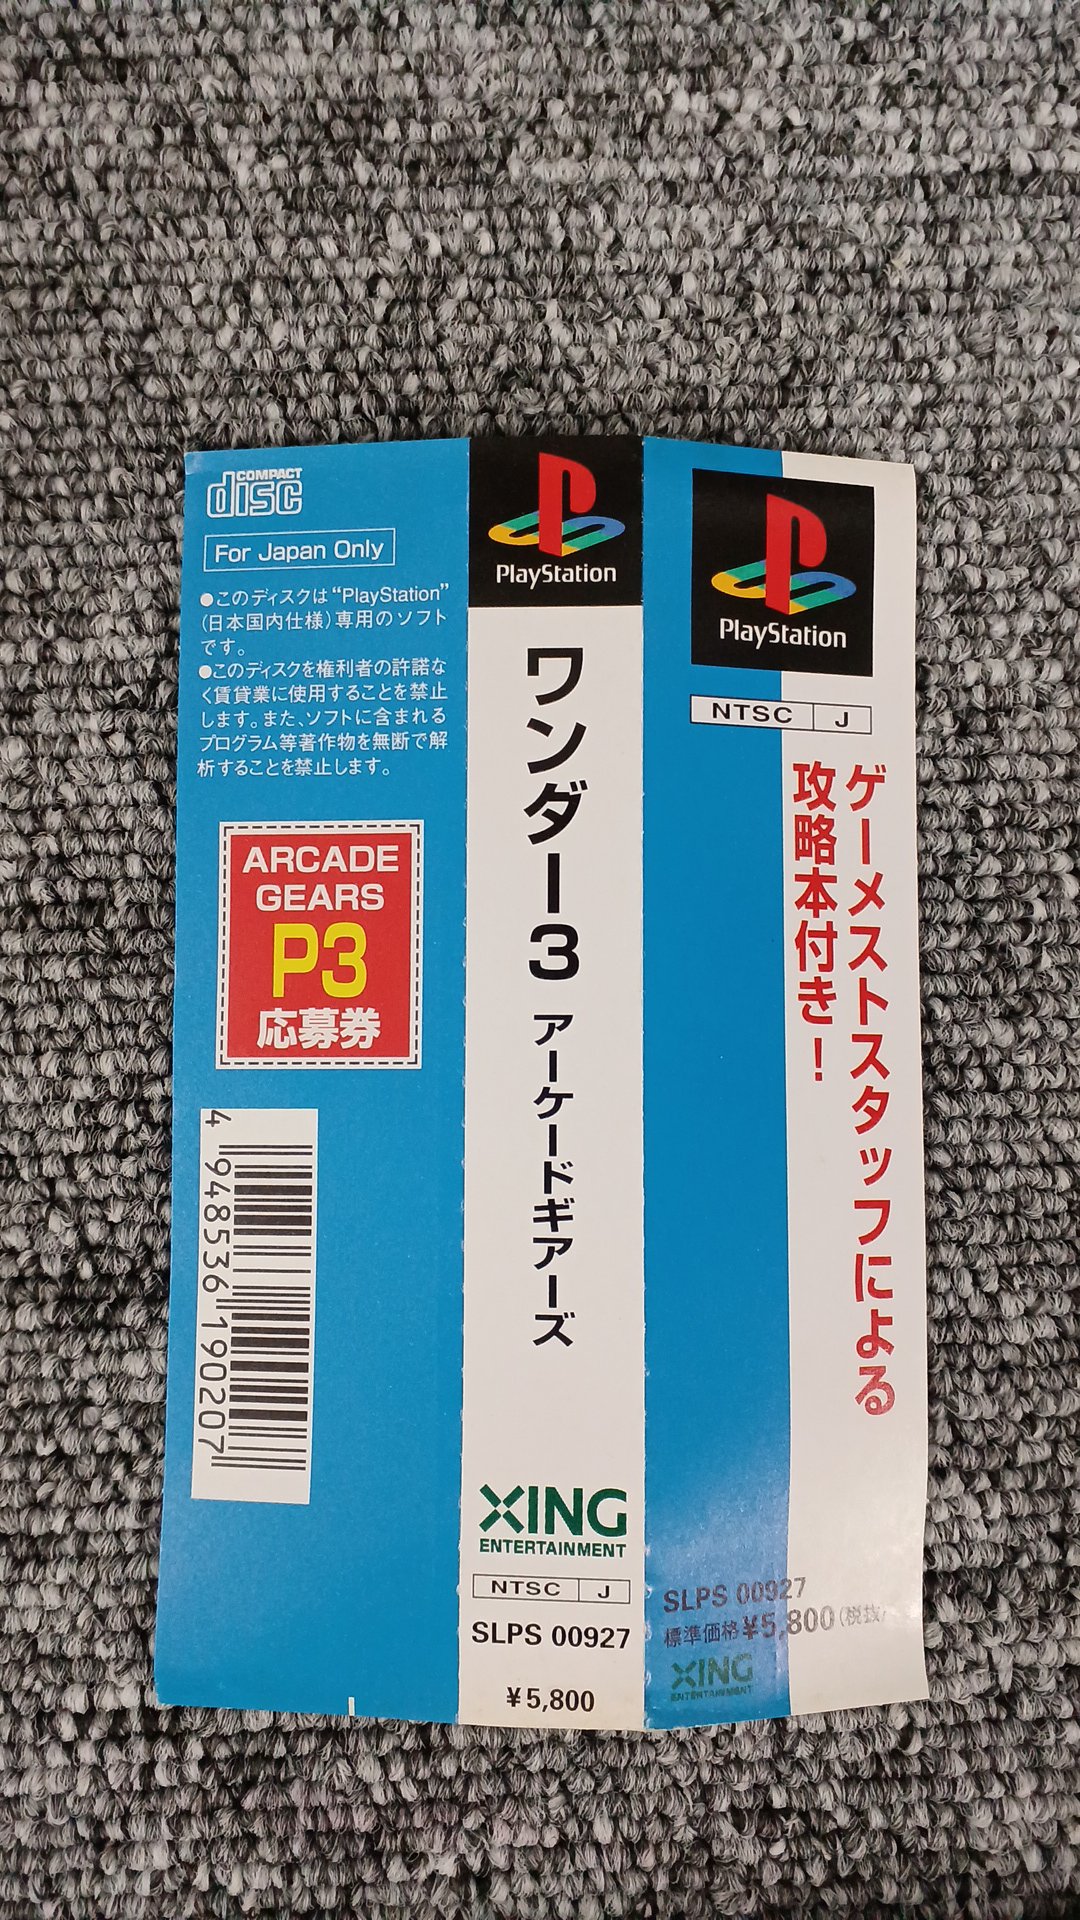 COMPACT
disc
For Japan Only
●このディスクは“PlayStation”
(日本国内仕様)専用のソフト
です。
●このディスクを権利者の許諾な
く賃貸業に使用することを禁止
します。また、ソフトに含まれる
プログラム等著作物を無断で解
析することを禁止します。
ARCADE
GEARS
P3
応募券
4 948536 190207
PlayStation
ワンダー3 アーケードギアーズ
XING
ENTERTAINMENT
NTSC J
SLPS 00927
¥5,800
PlayStation
NTSC J
ゲーメストスタッフによる
攻略本付き!
SLPS 00927
標準価格¥5,800(税抜)
XING
ENTERTAINMENT